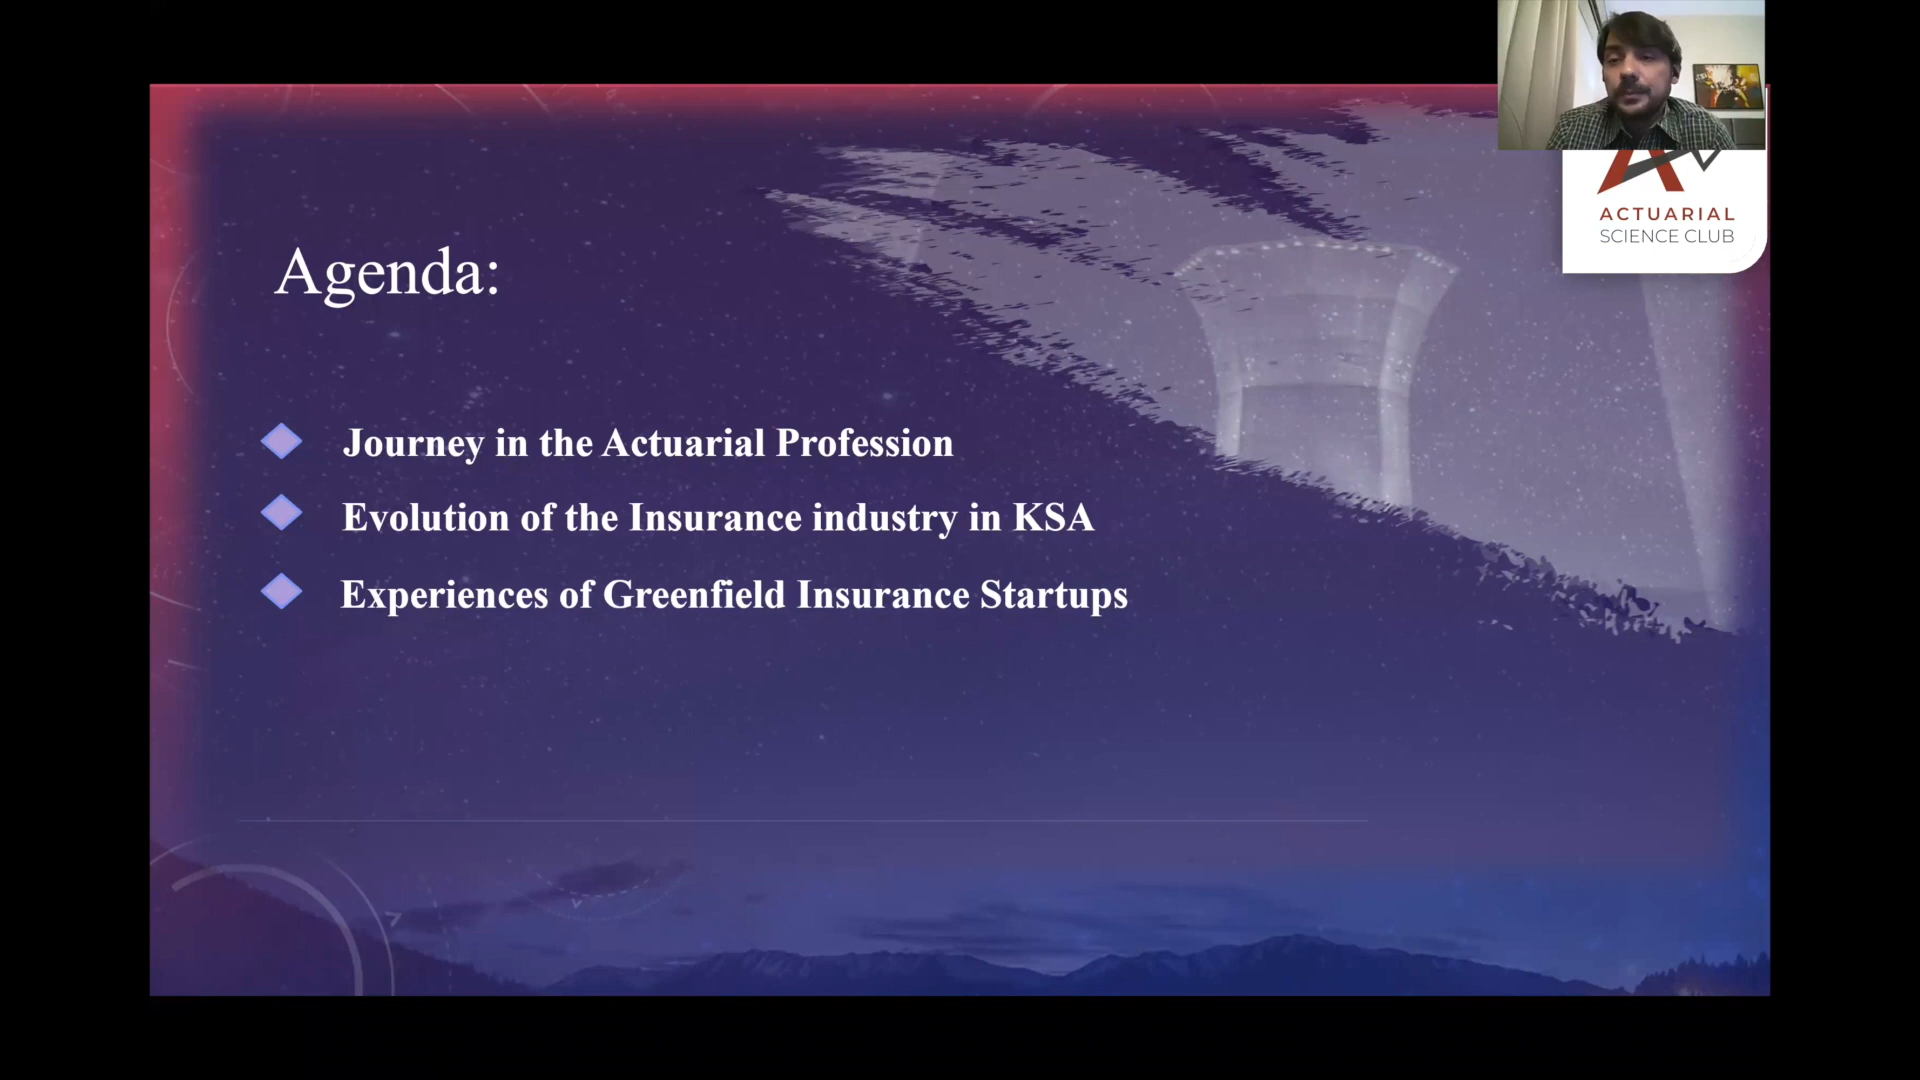 ACTUARIAL
SCIENCE CLUB
Agenda:
Journey in the Actuarial Profession
Evolution of the Insurance industry in KSA
Experiences of Greenfield Insurance Startups